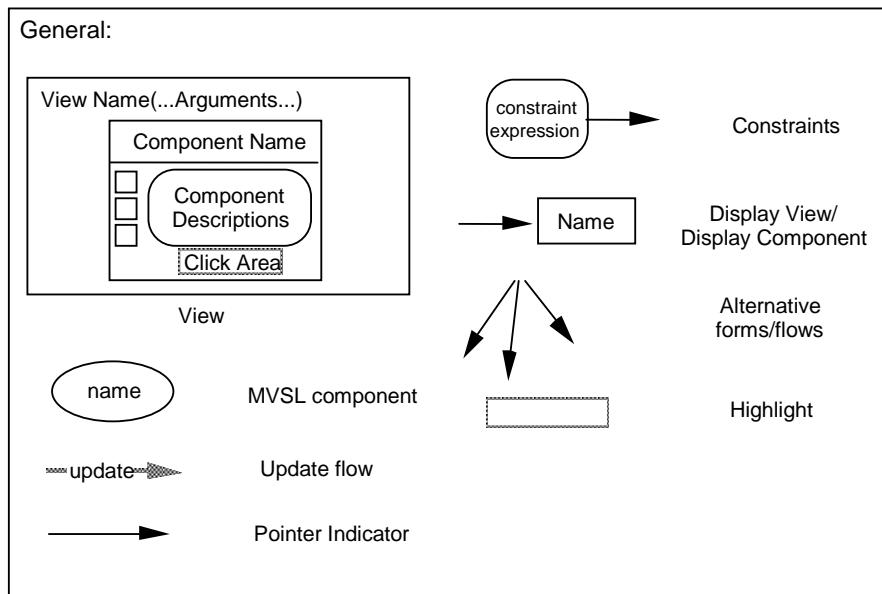 General:
View Name(...Arguments...)
Component Name
Component
Descriptions
Click Area
View
name
MVSL component
update
Update flow
Pointer Indicator
constraint
expression
Constraints
Name
Display View/
Display Component
Alternative
forms/flows
Highlight